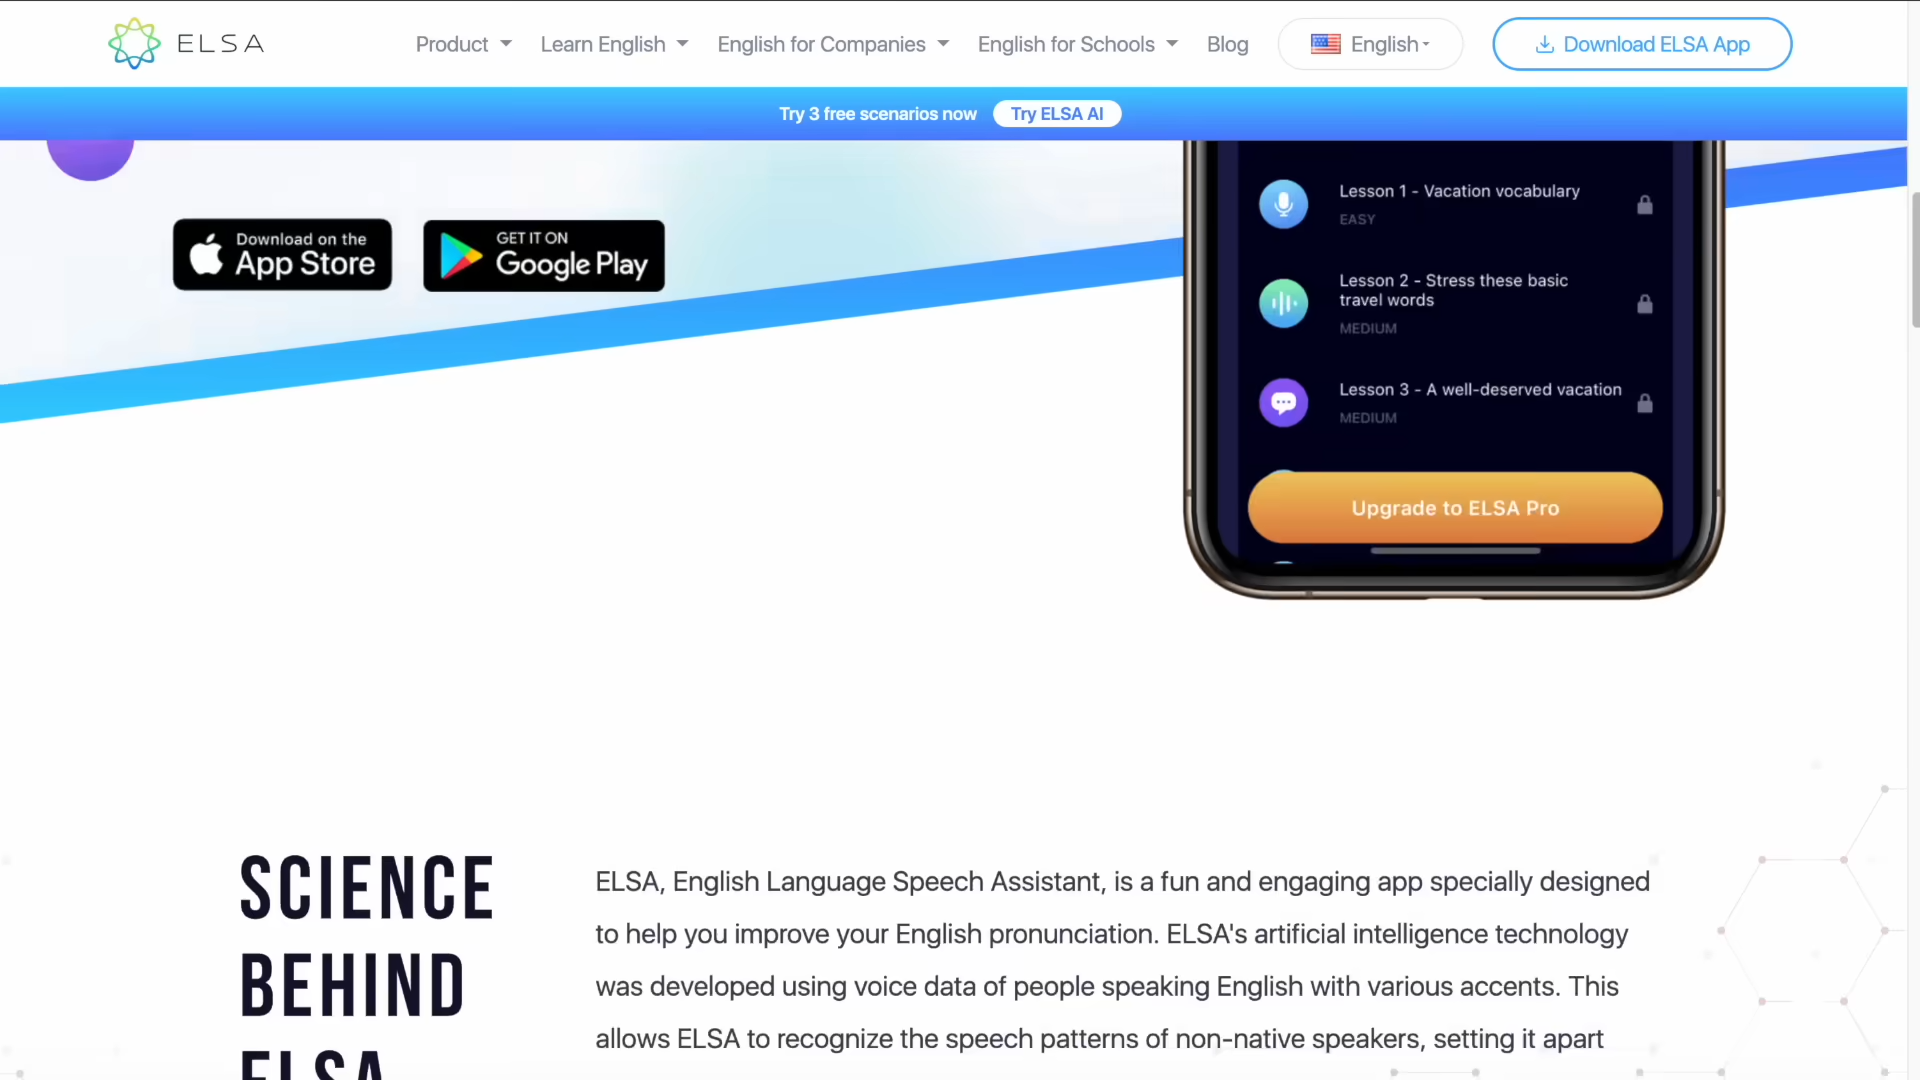 ELSA
Product
Learn English
English for Companies
English for Schools
Blog
English
Download ELSA App
Try 3 free scenarios now
Try ELSA AI
Download on the
App Store
GET IT ON
Google Play
Lesson 1 - Vacation vocabulary
EASY
Lesson 2 - Stress these basic
travel words
MEDIUM
Lesson 3 - A well-deserved vacation
MEDIUM
Upgrade to ELSA Pro
SCIENCE
BEHIND
ELSA
ELSA, English Language Speech Assistant, is a fun and engaging app specially designed
to help you improve your English pronunciation. ELSA's artificial intelligence technology
was developed using voice data of people speaking English with various accents. This
allows ELSA to recognize the speech patterns of non-native speakers, setting it apart